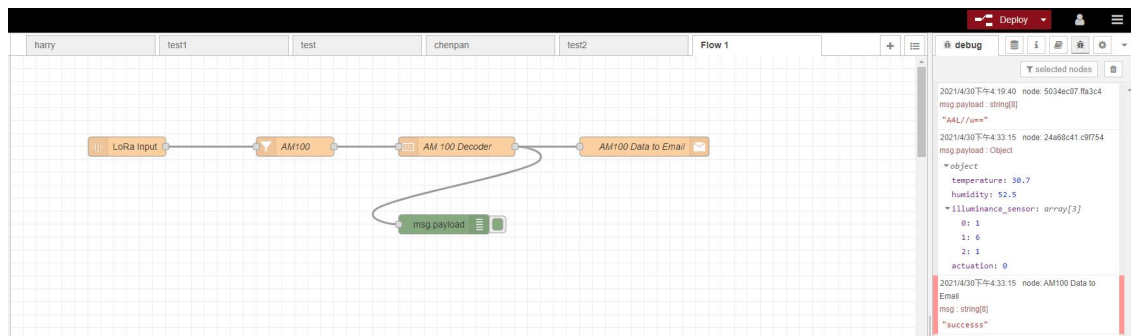 Deploy
harry
test1
test
chenpan
test2
Flow 1
debug
i
selected nodes
LoRa Input
AM100
AM 100 Decoder
AM100 Data to Email
msg.payload
2021/4/30下午4:19:40 node: 5034ec07.ffa3c4
msg.payload : string[8]
"A4L//w=="
2021/4/30下午4:33:15 node: 24a68c41.c9f754
msg.payload : Object
object
temperature: 30.7
humidity: 52.5
illuminance_sensor: array[3]
0: 1
1: 6
2: 1
actuation: 0
2021/4/30下午4:33:15 node: AM100 Data to
Email
msg : string[8]
"successs"